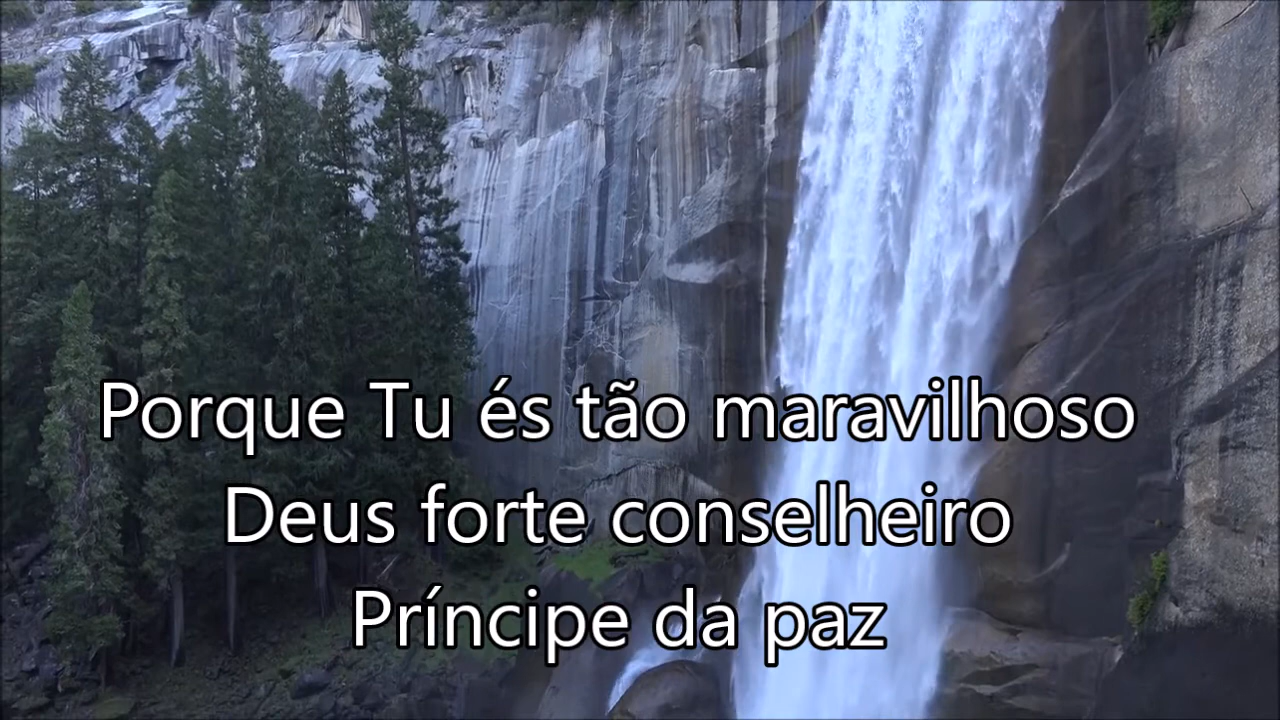 Porque Tu és tão maravilhoso
Deus forte conselheiro
Príncipe da paz